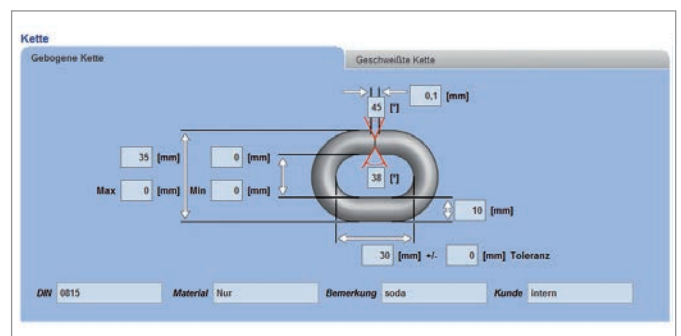 Kette
Gebogene Kette Geschweißte Kette
0,1 [mm]
45 [°]
35 [mm] 0 [mm]
38 [°]
Max 0 [mm] Min 0 [mm]
10 [mm]
30 [mm] +/- 0 [mm] Toleranz
DIN 0815 Material Nur Bemerkung soda Kunde Intern